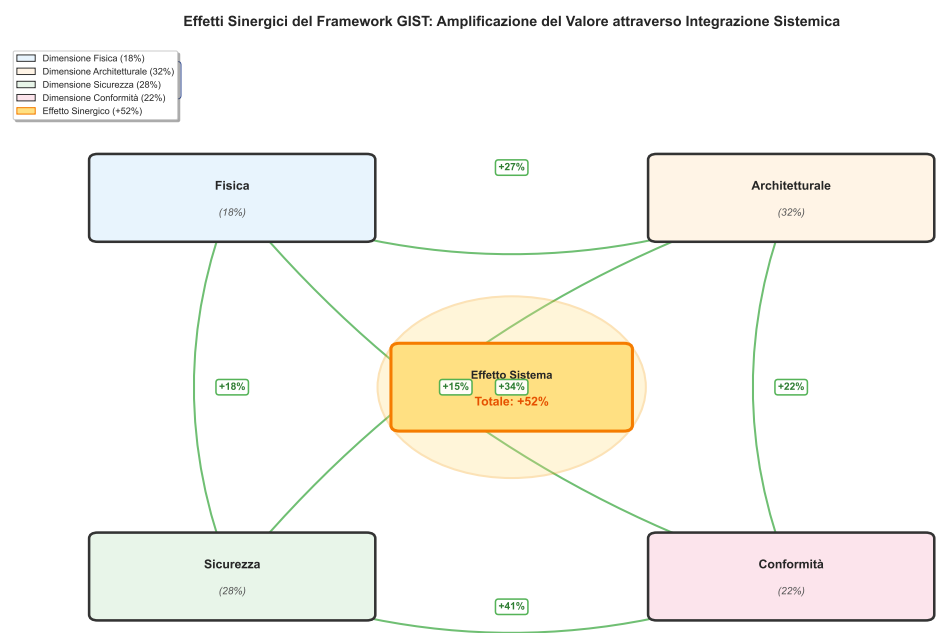 Effetti Sinergici del Framework GIST: Amplificazione del Valore attraverso Integrazione Sistemica
Dimensione Fisica (18%)
Dimensione Architetturale (32%)
Dimensione Sicurezza (28%)
Dimensione Conformità (22%)
Effetto Sinergico (+52%)
+27%
Fisica
(18%)
Architetturale
(32%)
Effetto Sistema
+18%
+15%
+34%
+22%
Totale: +52%
Sicurezza
(28%)
Conformità
(22%)
+41%